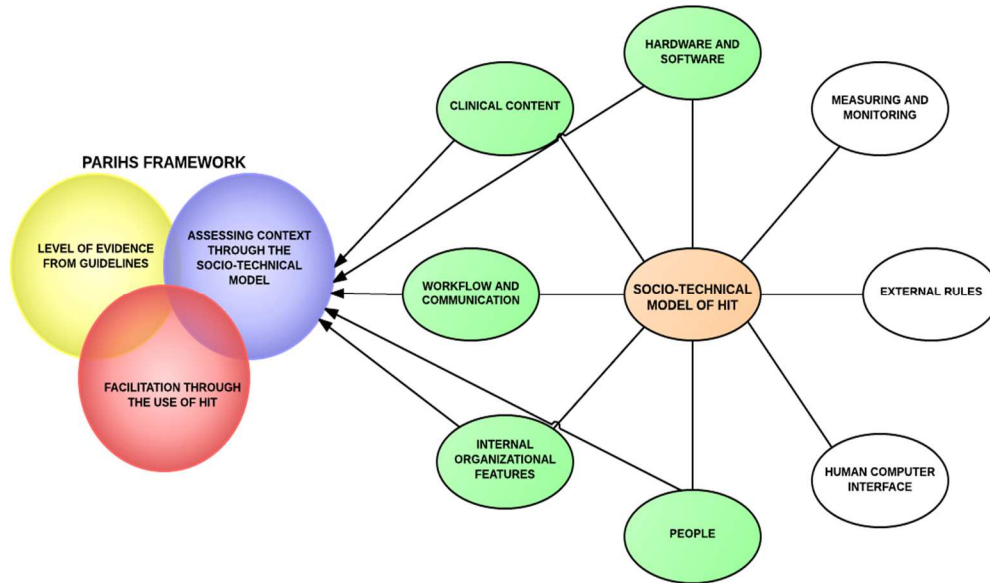 PARIHS FRAMEWORK
LEVEL OF EVIDENCE
FROM GUIDELINES
ASSESSING CONTEXT
THROUGH THE
SOCIO-TECHNICAL
MODEL
FACILITATION THROUGH
THE USE OF HIT
CLINICAL CONTENT
HARDWARE AND
SOFTWARE
MEASURING AND
MONITORING
WORKFLOW AND
COMMUNICATION
SOCIO-TECHNICAL
MODEL OF HIT
EXTERNAL RULES
INTERNAL
ORGANIZATIONAL
FEATURES
PEOPLE
HUMAN COMPUTER
INTERFACE